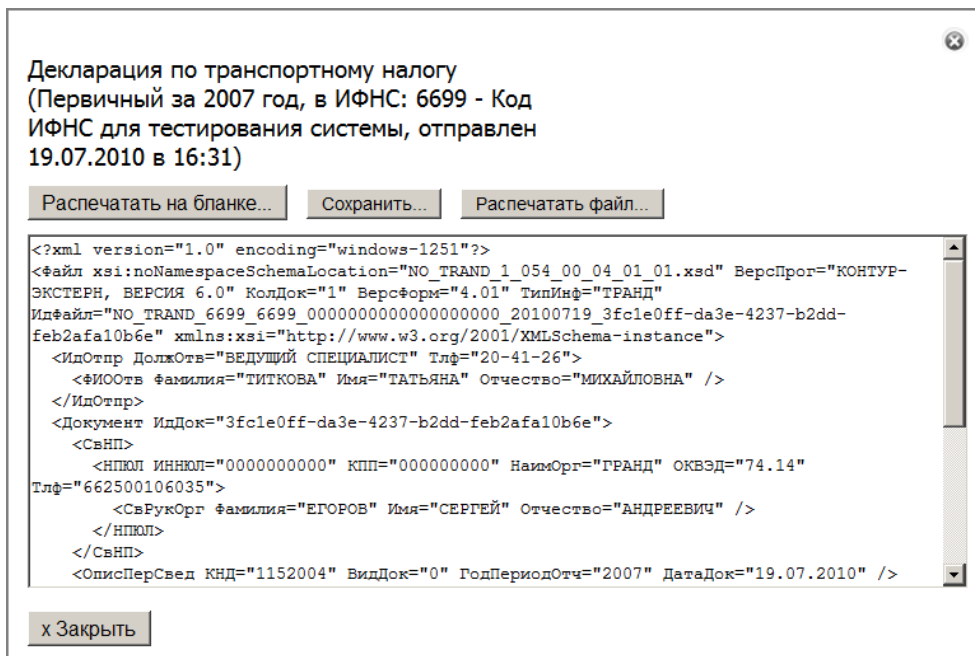 Декларация по транспортному налогу
(Первичный за 2007 год, в ИФНС: 6699 - Код
ИФНС для тестирования системы, отправлен
19.07.2010 в 16:31)
Распечатать на бланке... Сохранить... Распечатать файл...
<?xml version="1.0" encoding="windows-1251"?>
<Файл xsi:noNamespaceSchemaLocation="NO_TRAND_1_054_00_04_01_01.xsd" ВерсПрог="КОНТУР-
ЭКСТЕРН, ВЕРСИЯ 6.0" КолДок="1" ВерсФорм="4.01" ТипИнф="ТРАНД"
ИдФайл="NO_TRAND_6699_6699_0000000000000000000_20100719_3fc1e0ff-da3e-4237-b2dd-
feb2afa10b6e" xmlns:xsi="http://www.w3.org/2001/XMLSchema-instance">
<ИдОтпр ДолжОтв="ВЕДУЩИЙ СПЕЦИАЛИСТ" Тлф="20-41-26">
<ФИООтв Фамилия="ТИТКОВА" Имя="ТАТЬЯНА" Отчество="МИХАЙЛОВНА" />
</ИдОтпр>
<Документ ИдДок="3fc1e0ff-da3e-4237-b2dd-feb2afa10b6e">
<СвНП>
<НПЮЛ ИННЮЛ="0000000000" КПП="000000000" НаимОрг="ГРАНД" ОКВЭД="74.14"
Тлф="662500106035">
<СвРукОрг Фамилия="ЕГОРОВ" Имя="СЕРГЕЙ" Отчество="АНДРЕЕВИЧ" />
</НПЮЛ>
</СвНП>
<ОписПерСвед КНД="1152004" ВидДок="0" ГодПериодОтч="2007" ДатаДок="19.07.2010" />
x Закрыть